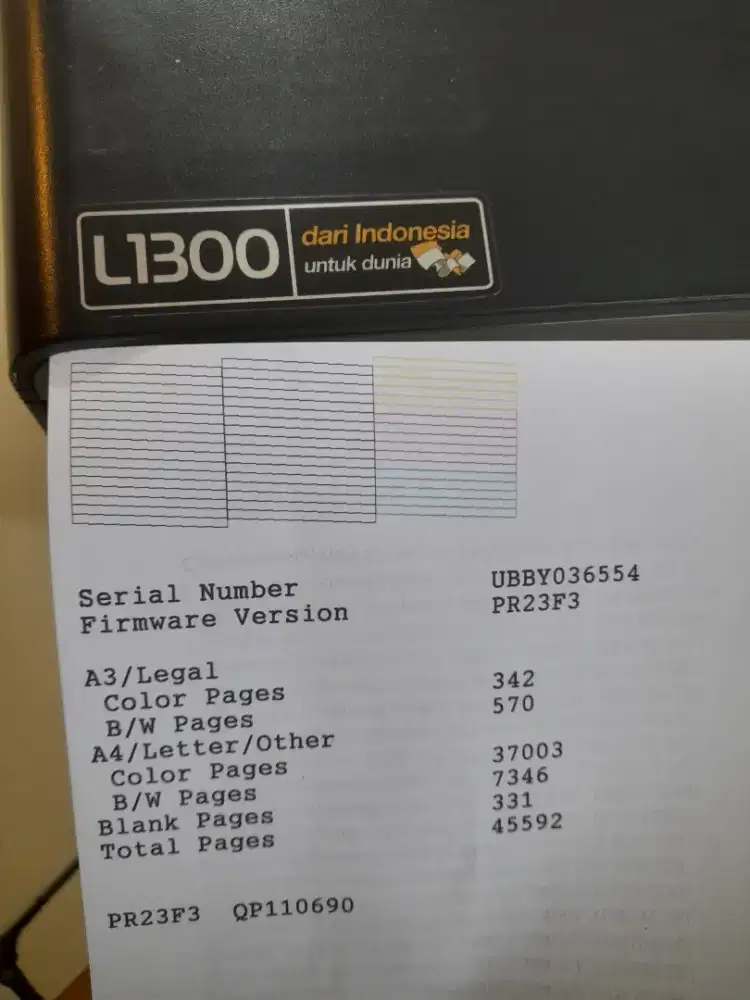 L1300
dari Indonesia
untuk dunia
Serial Number UBBY036554
Firmware Version PR23F3
A3/Legal
Color Pages 342
B/W Pages 570
A4/Letter/Other
Color Pages 37003
B/W Pages 7346
Blank Pages 331
Total Pages 45592
PR23F3 QP110690